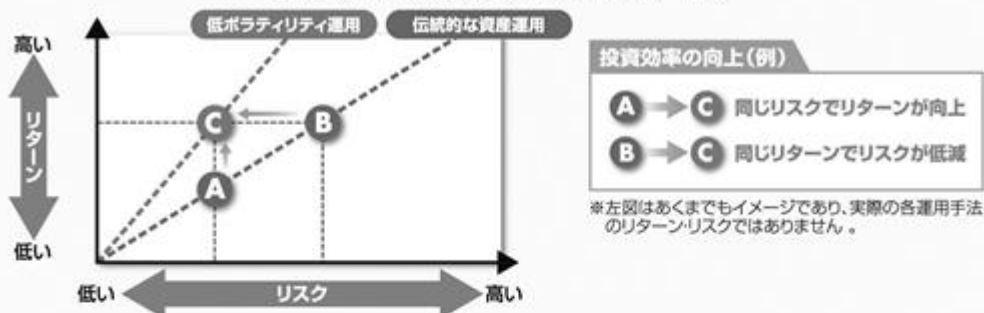 低ボラティリティ運用
伝統的な資産運用
高い
リターン
低い
C
B
A
低い
リスク
高い
投資効率の向上(例)
A C 同じリスクでリターンが向上
B C 同じリターンでリスクが低減
※左図はあくまでもイメージであり、実際の各運用手法
のリターン・リスクではありません。